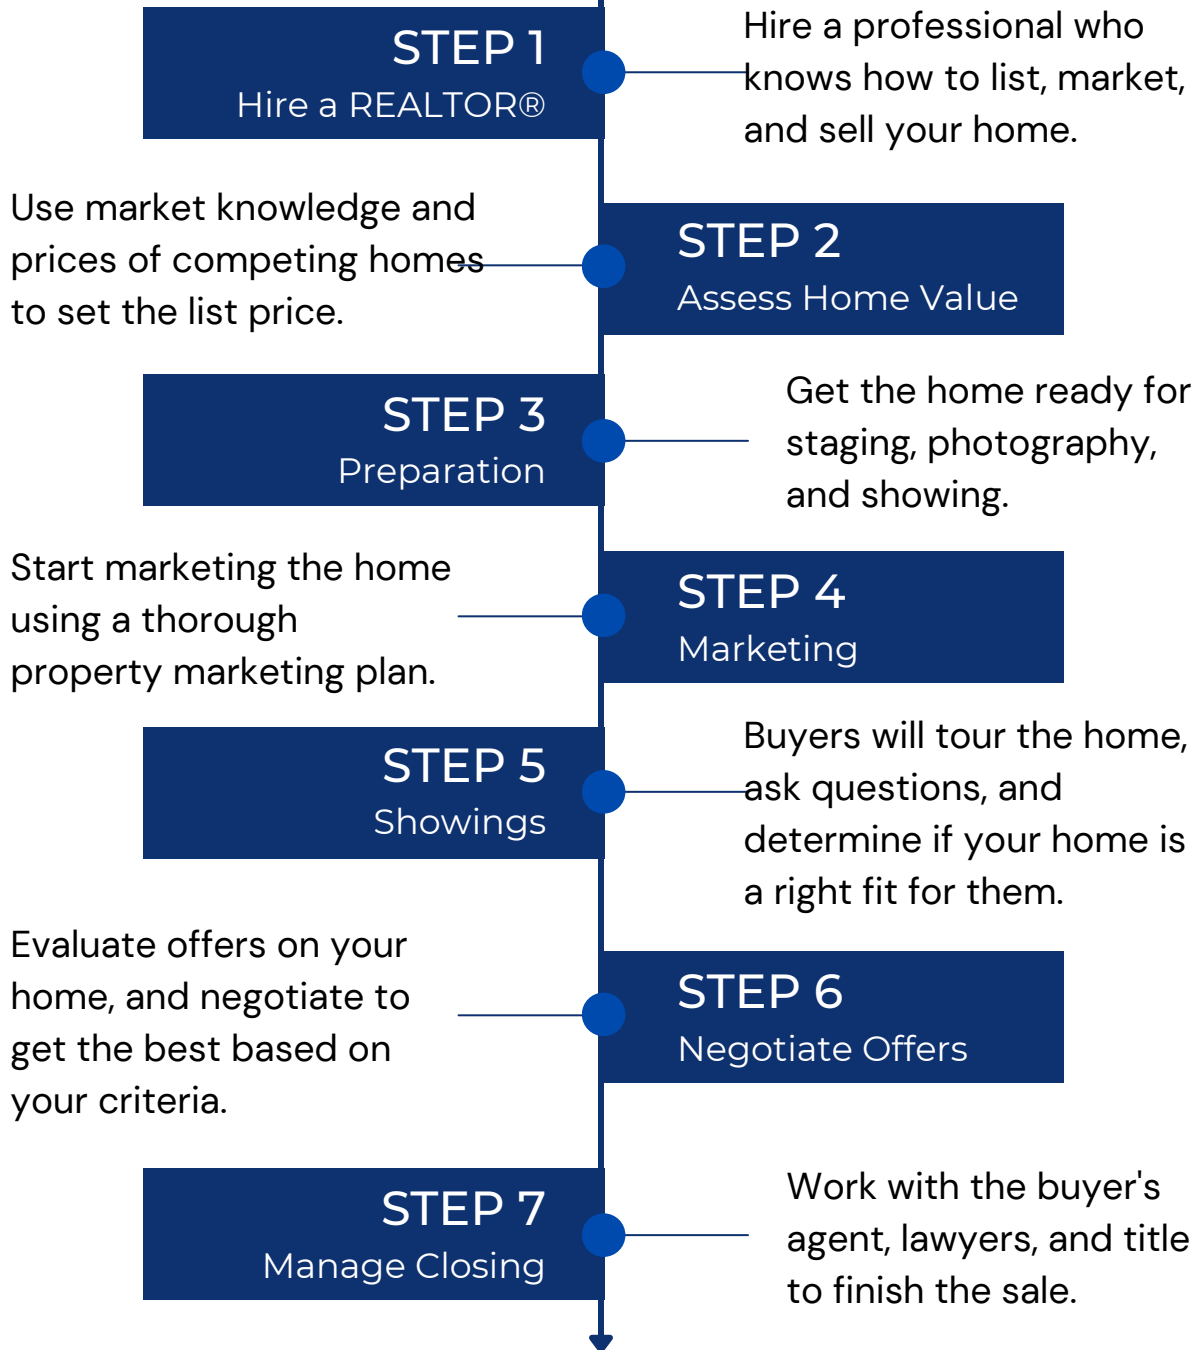 STEP 1
Hire a REALTOR®
Hire a professional who
knows how to list, market,
and sell your home.
Use market knowledge and
prices of competing homes
to set the list price.
STEP 2
Assess Home Value
STEP 3
Preparation
Get the home ready for
staging, photography,
and showing.
Start marketing the home
using a thorough
property marketing plan.
STEP 4
Marketing
STEP 5
Showings
Buyers will tour the home,
ask questions, and
determine if your home is
a right fit for them.
Evaluate offers on your
home, and negotiate to
get the best based on
your criteria.
STEP 6
Negotiate Offers
STEP 7
Manage Closing
Work with the buyer's
agent, lawyers, and title
to finish the sale.